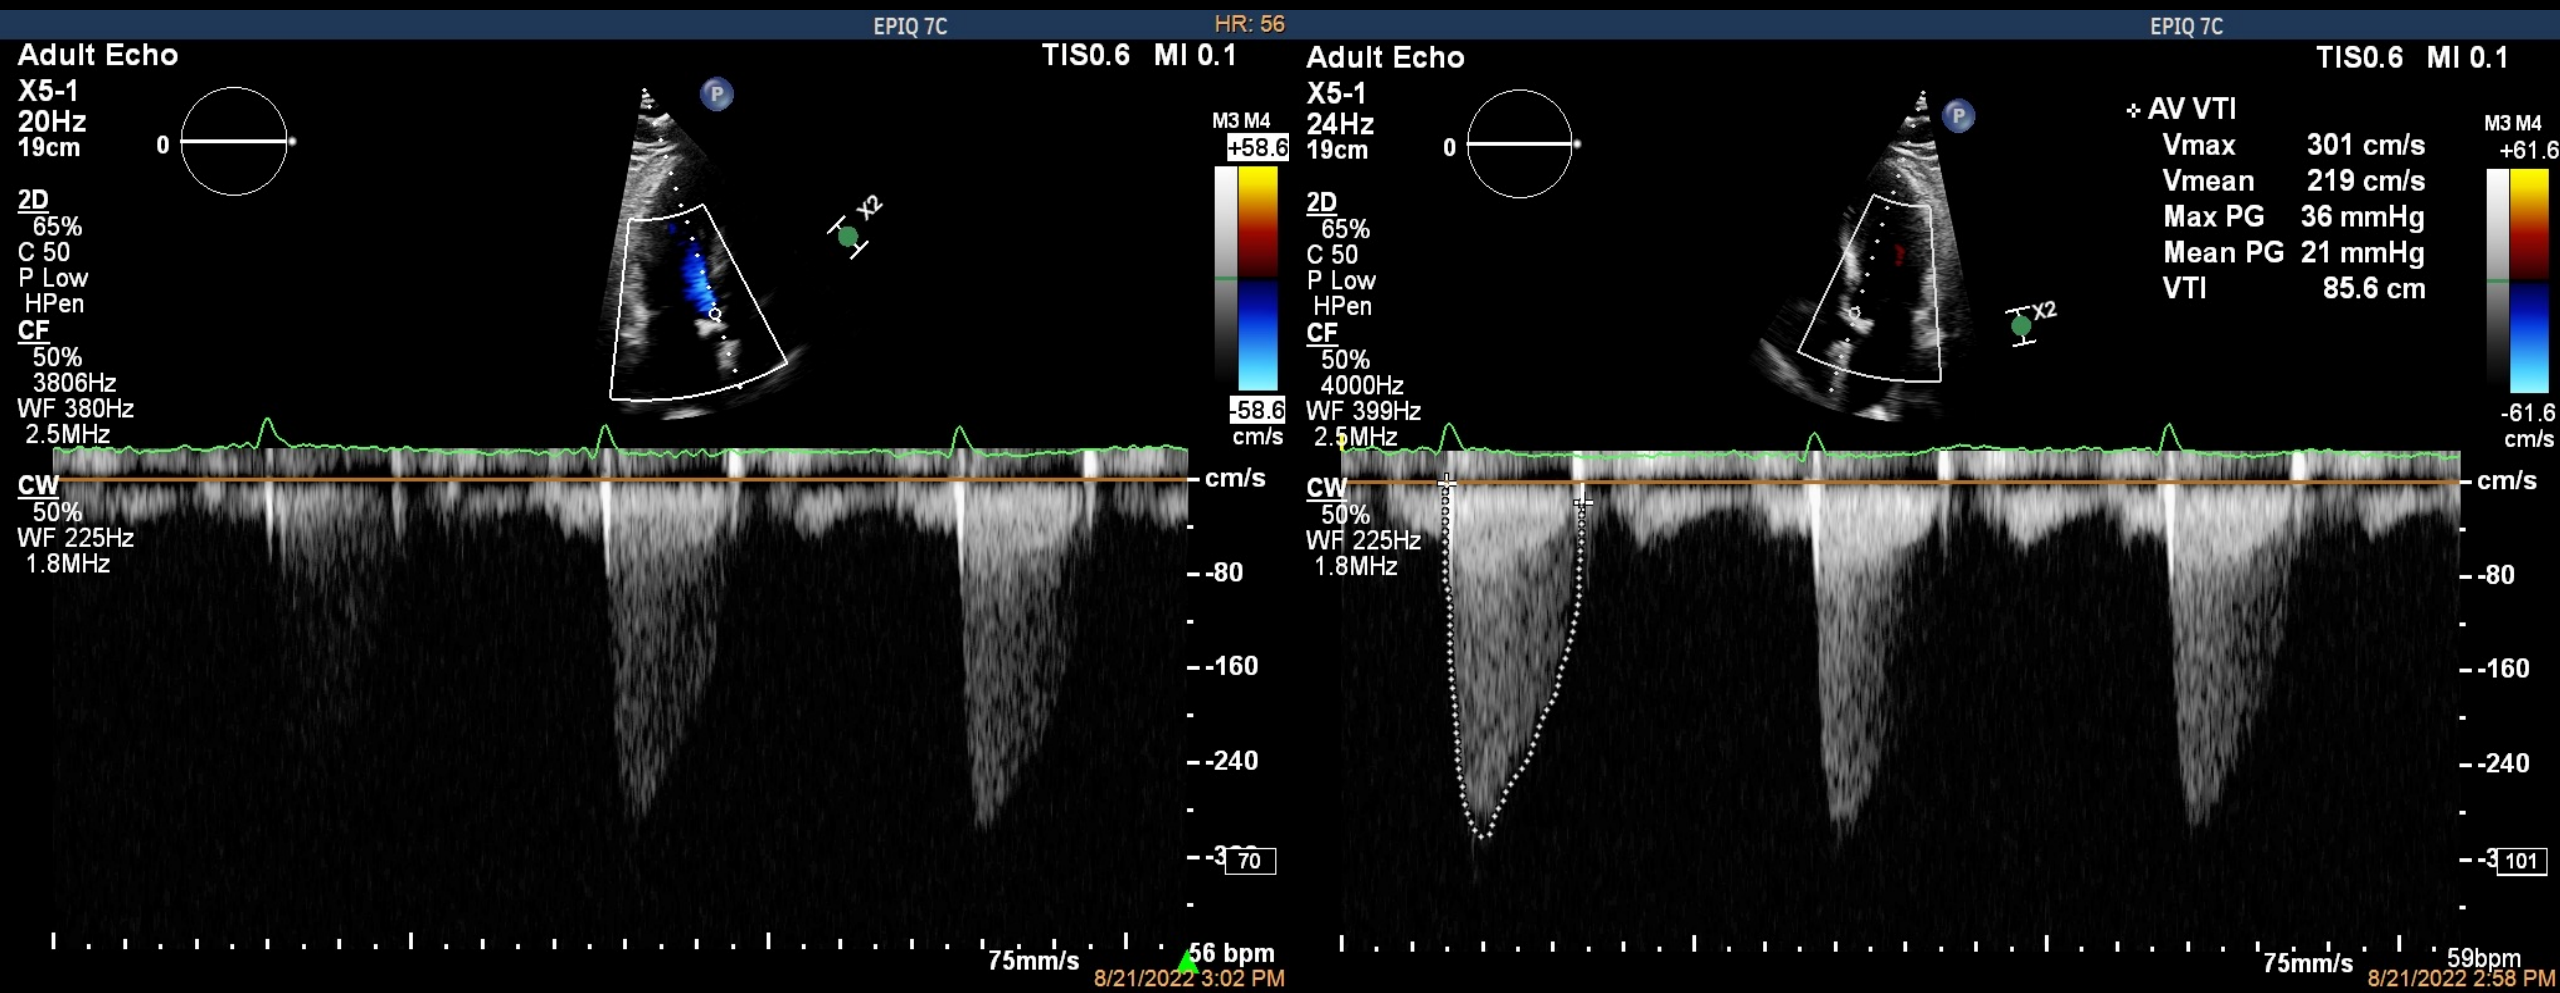 EPIQ 7C
HR: 56
Adult Echo
TIS0.6 MI 0.1
X5-1
20Hz
19cm
0
P
M3 M4
+58.6
2D
65%
C 50
P Low
HPen
X2
CF
50%
3806Hz
WF 380Hz
2.5MHz
-58.6
cm/s
CW
50%
WF 225Hz
1.8MHz
cm/s
-80
-160
-240
70
75mm/s
56 bpm
8/21/2022 3:02 PM
EPIQ 7C
Adult Echo
TIS0.6 MI 0.1
X5-1
24Hz
19cm
0
P
AV VTI
Vmax 301 cm/s
Vmean 219 cm/s
Max PG 36 mmHg
Mean PG 21 mmHg
VTI 85.6 cm
M3 M4
+61.6
2D
65%
C 50
P Low
HPen
X2
CF
50%
4000Hz
WF 399Hz
2.5MHz
-61.6
cm/s
CW
50%
WF 225Hz
1.8MHz
cm/s
-80
-160
-240
101
75mm/s
59bpm
8/21/2022 2:58 PM